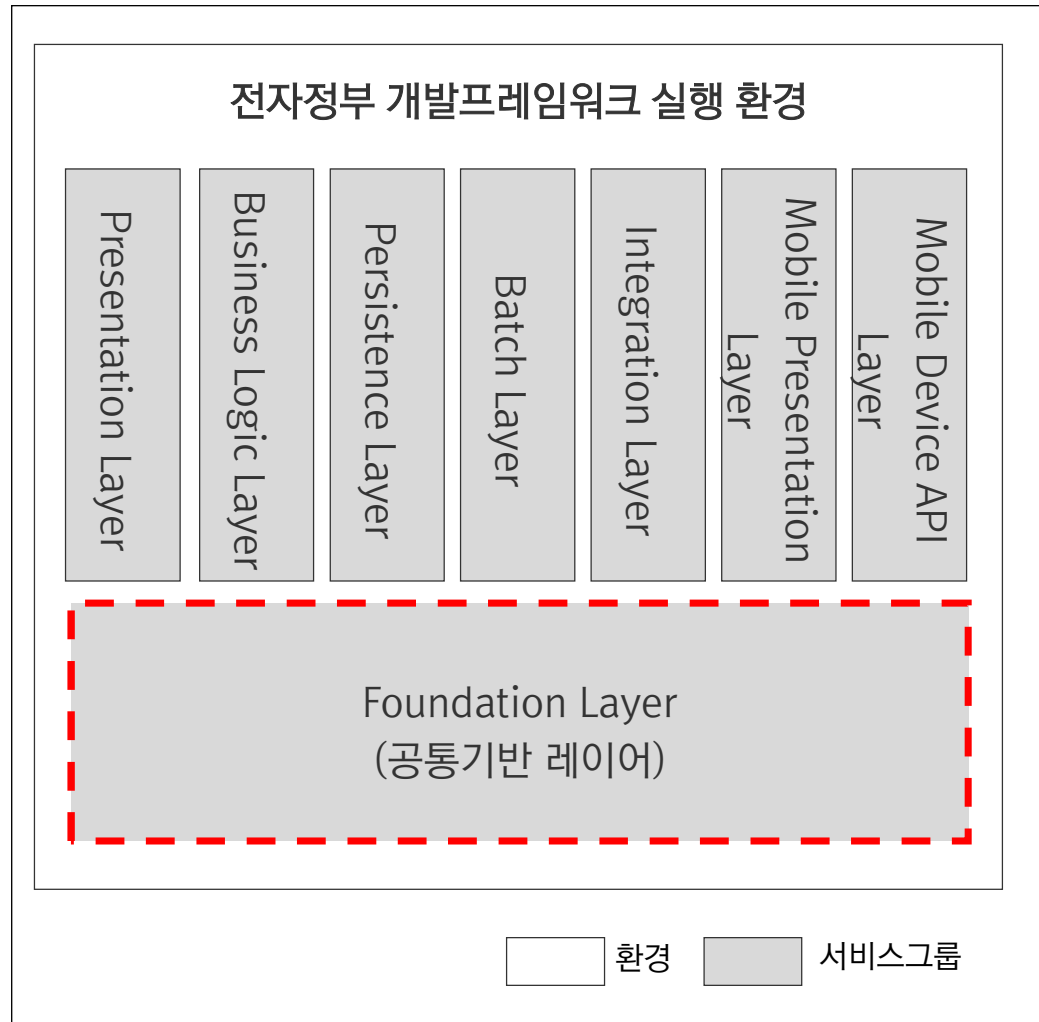 전자정부 개발프레임워크 실행 환경
Presentation Layer
Business Logic Layer
Persistence Layer
Batch Layer
Integration Layer
Mobile Presentation
Layer
Mobile Device API
Layer
Foundation Layer
(공통기반 레이어)
환경
서비스그룹